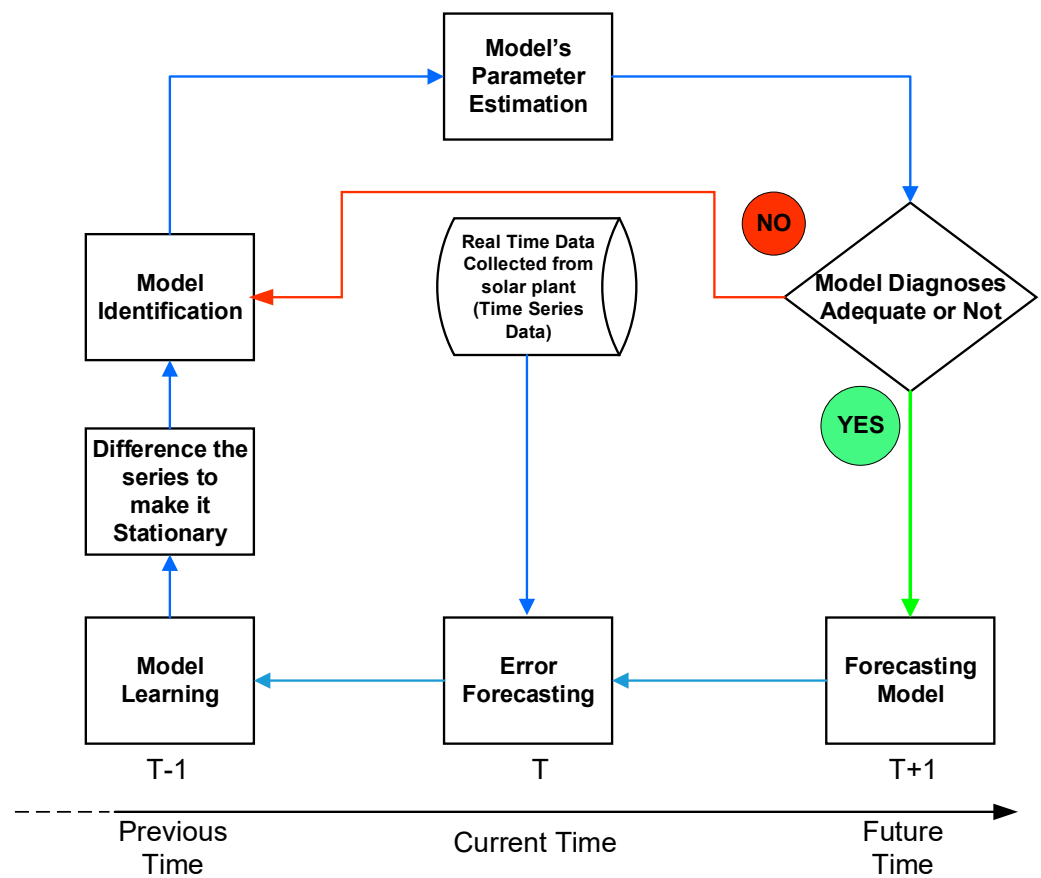 Model's
Parameter
Estimation
NO
Real Time Data
Collected from
solar plant
(Time Series
Data)
Model
Identification
Model Diagnoses
Adequate or Not
YES
Difference the
series to
make it
Stationary
Model
Learning
Error
Forecasting
Forecasting
Model
T-1
T
T+1
Previous
Time
Current Time
Future
Time